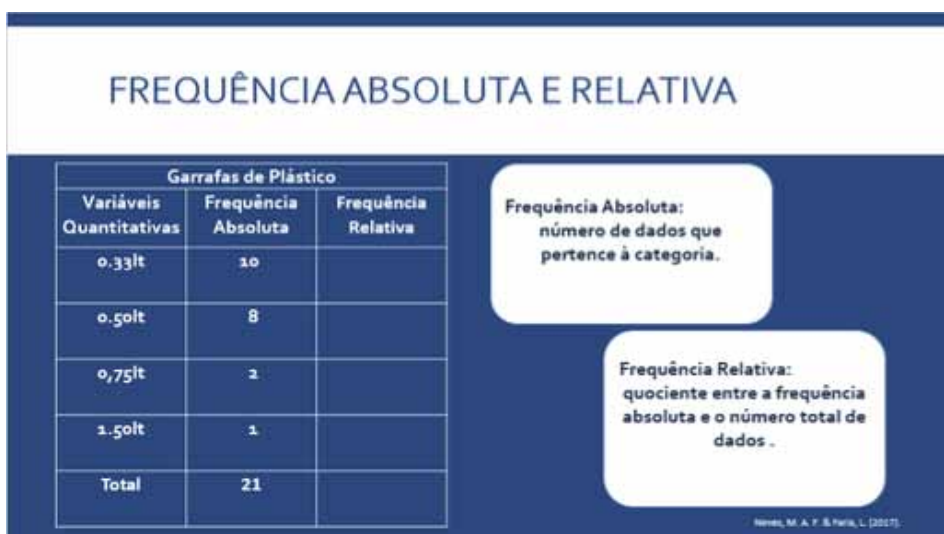 FREQUÊNCIA ABSOLUTA E RELATIVA
Garrafas de Plástico
Variáveis Quantitativas Frequência Absoluta Frequência Relativa
0.33lt 10
0.50lt 8
0,75lt 2
1.50lt 1
Total 21
Frequência Absoluta:
número de dados que
pertence à categoria.
Frequência Relativa:
quociente entre a frequência
absoluta e o número total de
dados .
Neves, M. A. F. & Faria, L. (2017).